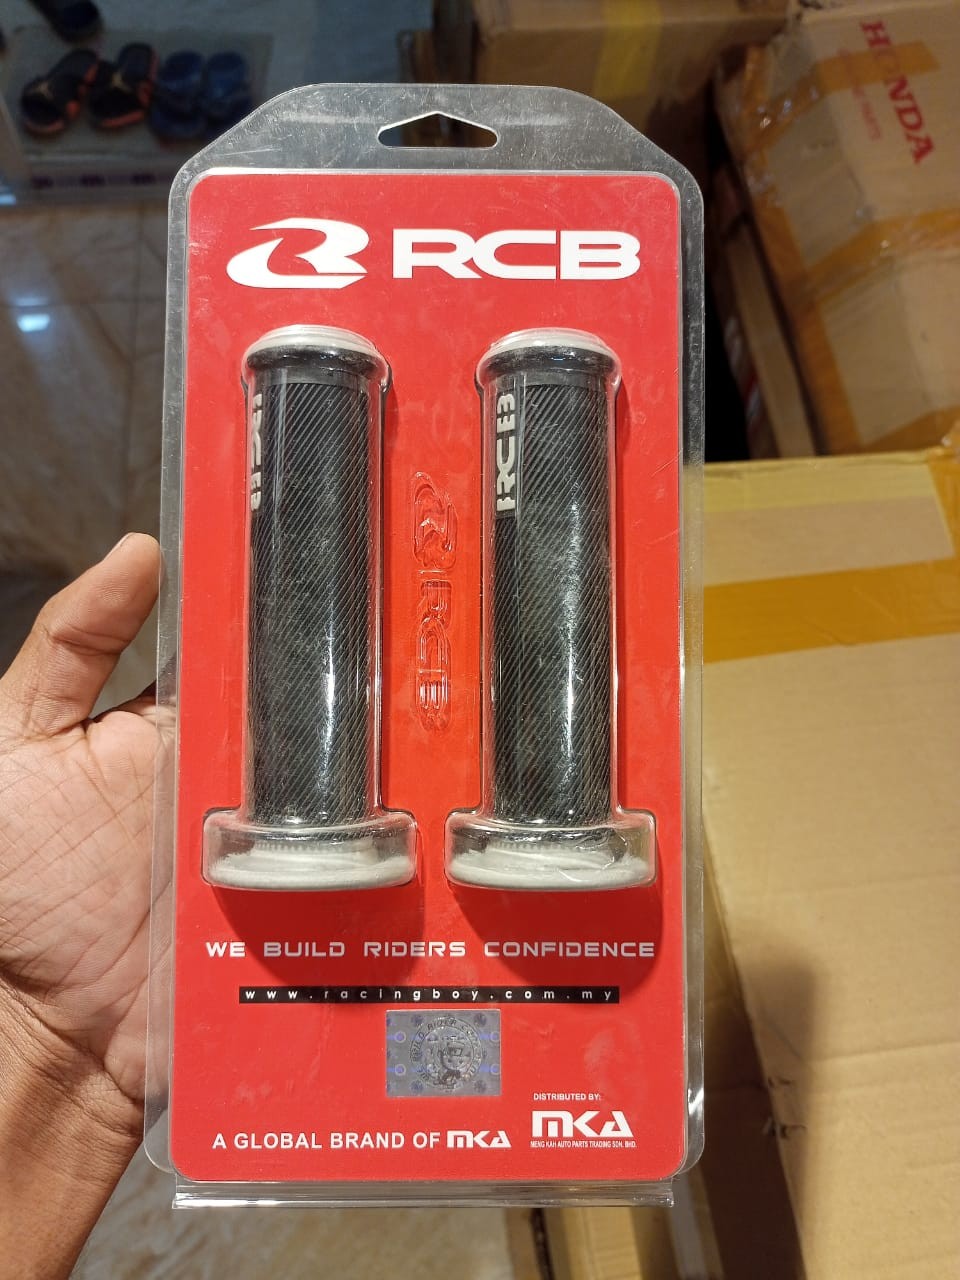 HONDA
RCB
RCB
RCB
RCB
WE BUILD RIDERS CONFIDENCE
www.racingboy.com.my
DISTRIBUTED BY:
MKA
MENG KAH AUTO PARTS TRADING SDN. BHD.
A GLOBAL BRAND OF MKA